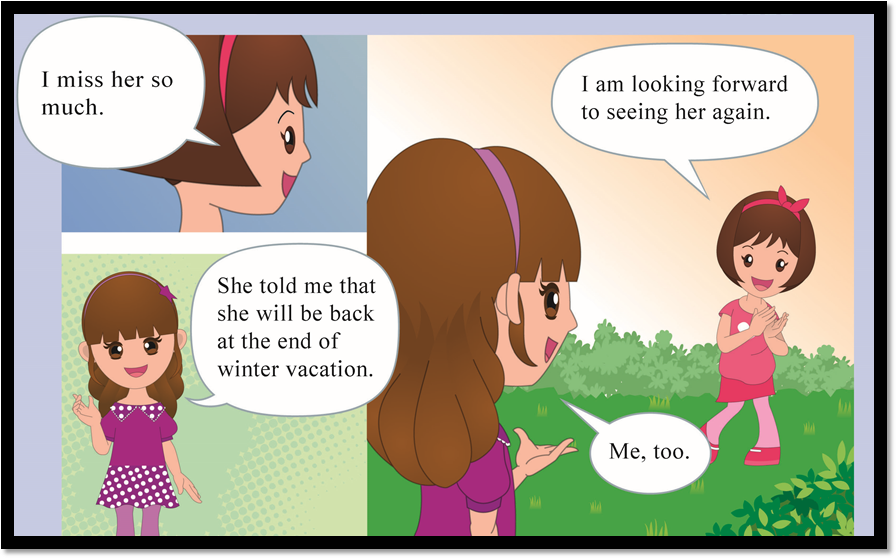 I miss her so
much.
She told me that
she will be back
at the end of
winter vacation.
I am looking forward
to seeing her again.
Me, too.